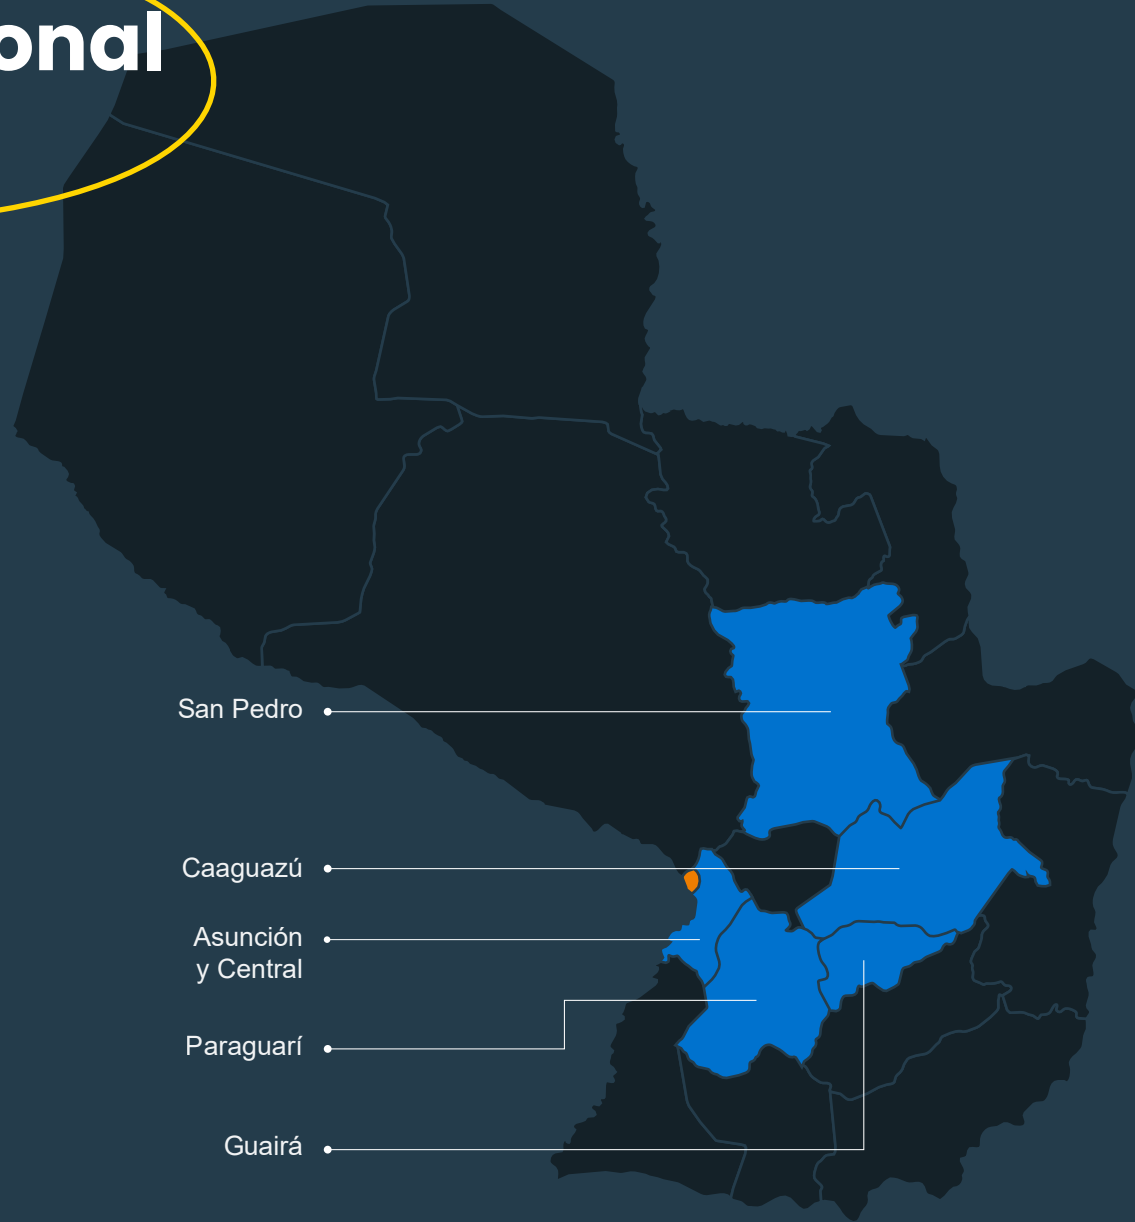 onal
San Pedro
Caaguazú
Asunción
y Central
Paraguarí
Guairá